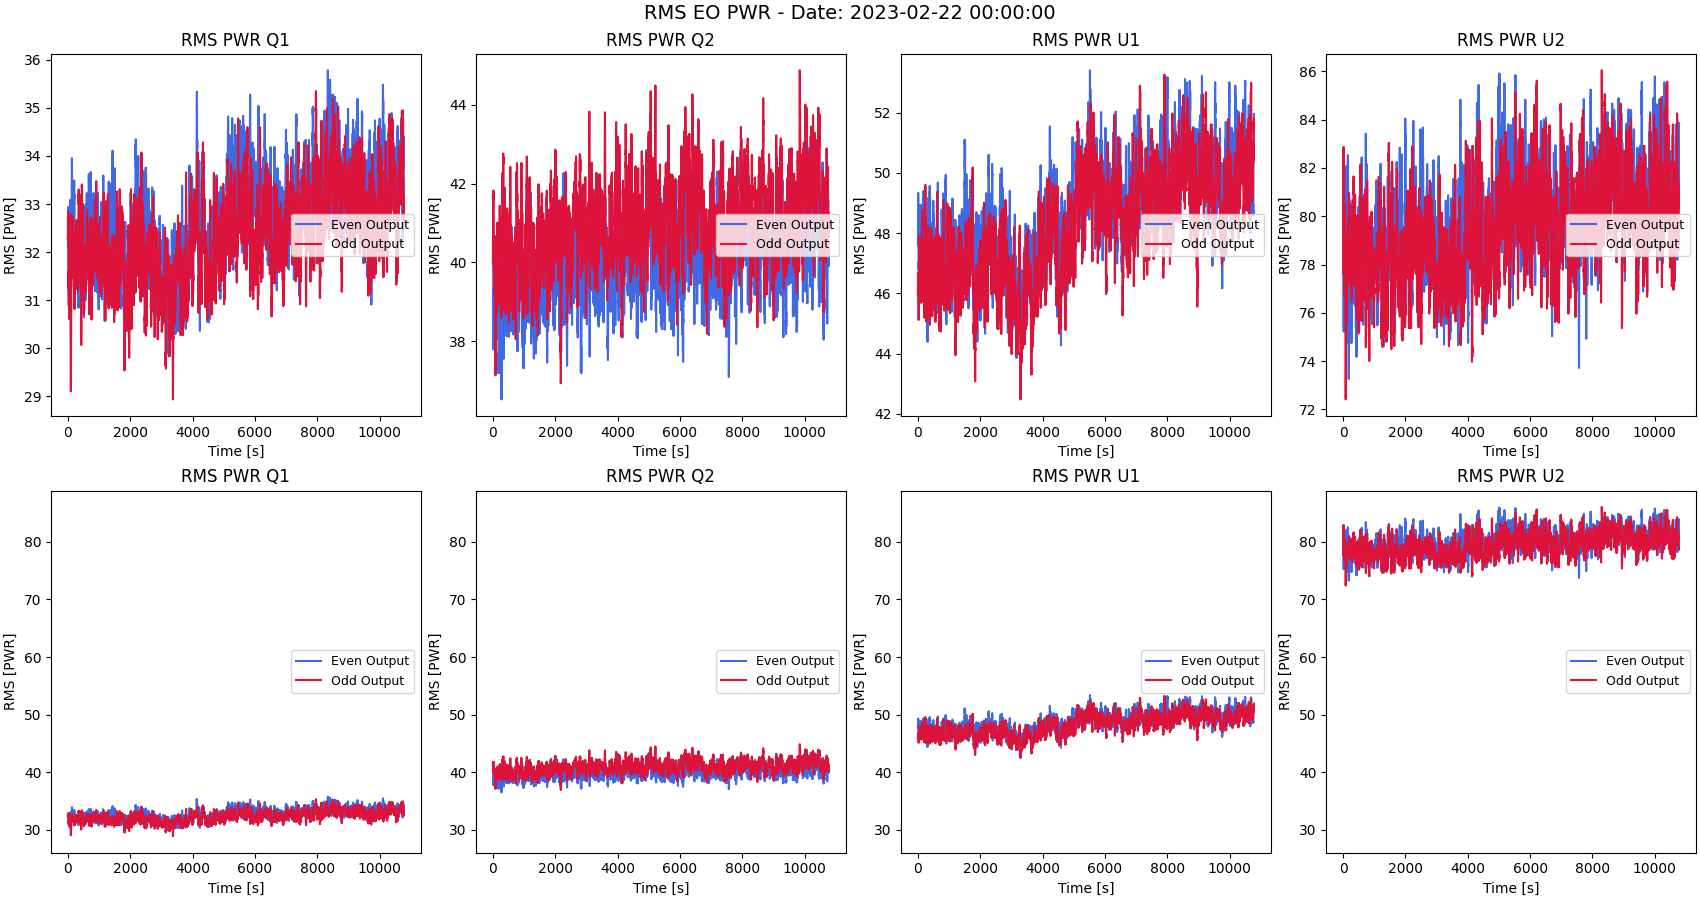 RMS EO PWR - Date: 2023-02-22 00:00:00
RMS PWR Q1
RMS [PWR]
36
35
34
33
32
31
30
29
0 2000 4000 6000 8000 10000
Time [s]
Even Output
Odd Output
RMS PWR Q2
RMS [PWR]
44
42
40
38
0 2000 4000 6000 8000 10000
Time [s]
Even Output
Odd Output
RMS PWR U1
RMS [PWR]
52
50
48
46
44
42
0 2000 4000 6000 8000 10000
Time [s]
Even Output
Odd Output
RMS PWR U2
RMS [PWR]
86
84
82
80
78
76
74
72
0 2000 4000 6000 8000 10000
Time [s]
Even Output
Odd Output
RMS PWR Q1
RMS [PWR]
80
70
60
50
40
30
0 2000 4000 6000 8000 10000
Time [s]
Even Output
Odd Output
RMS PWR Q2
RMS [PWR]
80
70
60
50
40
30
0 2000 4000 6000 8000 10000
Time [s]
Even Output
Odd Output
RMS PWR U1
RMS [PWR]
80
70
60
50
40
30
0 2000 4000 6000 8000 10000
Time [s]
Even Output
Odd Output
RMS PWR U2
RMS [PWR]
80
70
60
50
40
30
0 2000 4000 6000 8000 10000
Time [s]
Even Output
Odd Output